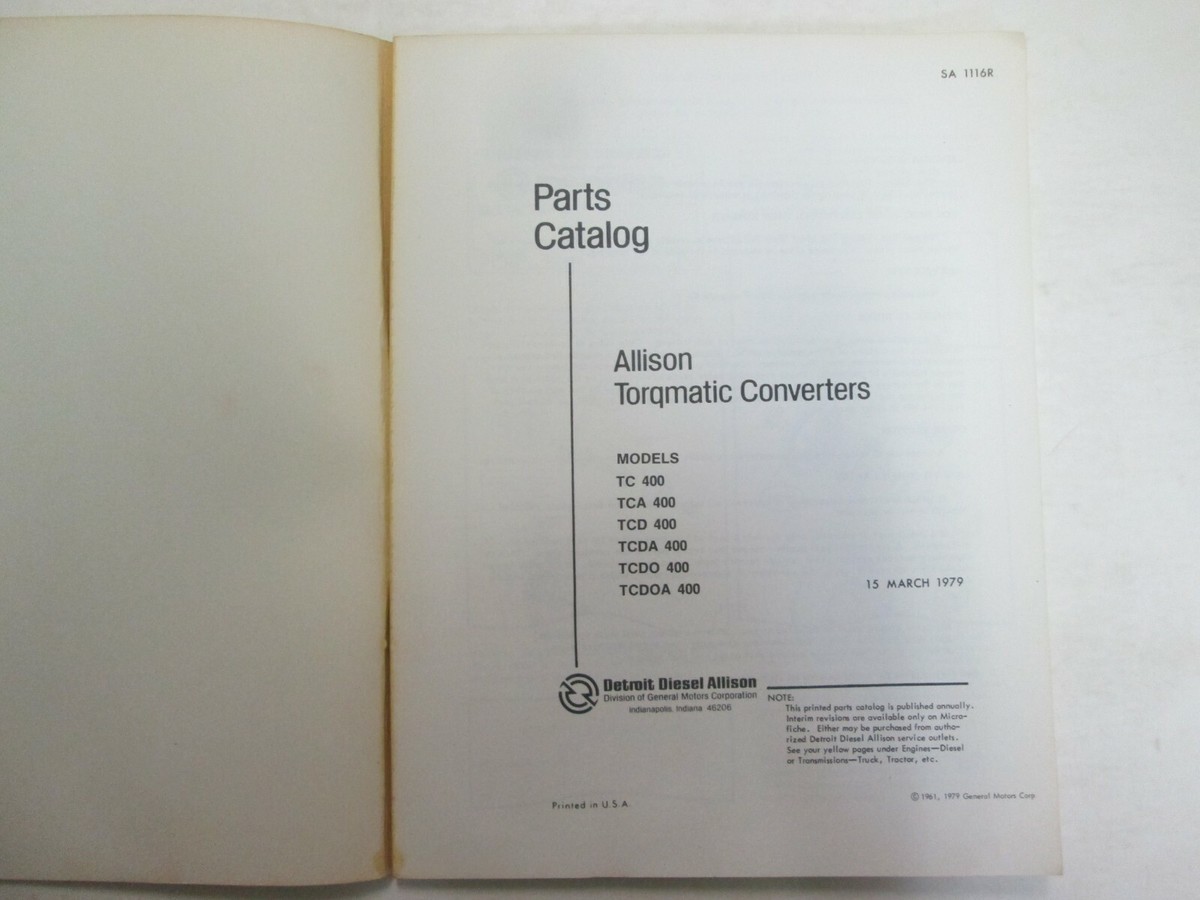 SA 1116R
Parts
Catalog
Allison
Torqmatic Converters
MODELS
TC 400
TCA 400
TCD 400
TCDA 400
TCDO 400
TCDOA 400
15 MARCH 1979
Detroit Diesel Allison
Division of General Motors Corporation
Indianapolis, Indiana 46206
NOTE:
This printed parts catalog is published annually.
Interim revisions are available only on Micro-
fiche. Either may be purchased from autho-
rized Detroit Diesel Allison service outlets.
See your yellow pages under Engines—Diesel
or Transmissions—Truck, Tractor, etc.
Printed in U.S.A.
© 1961, 1979 General Motors Corp